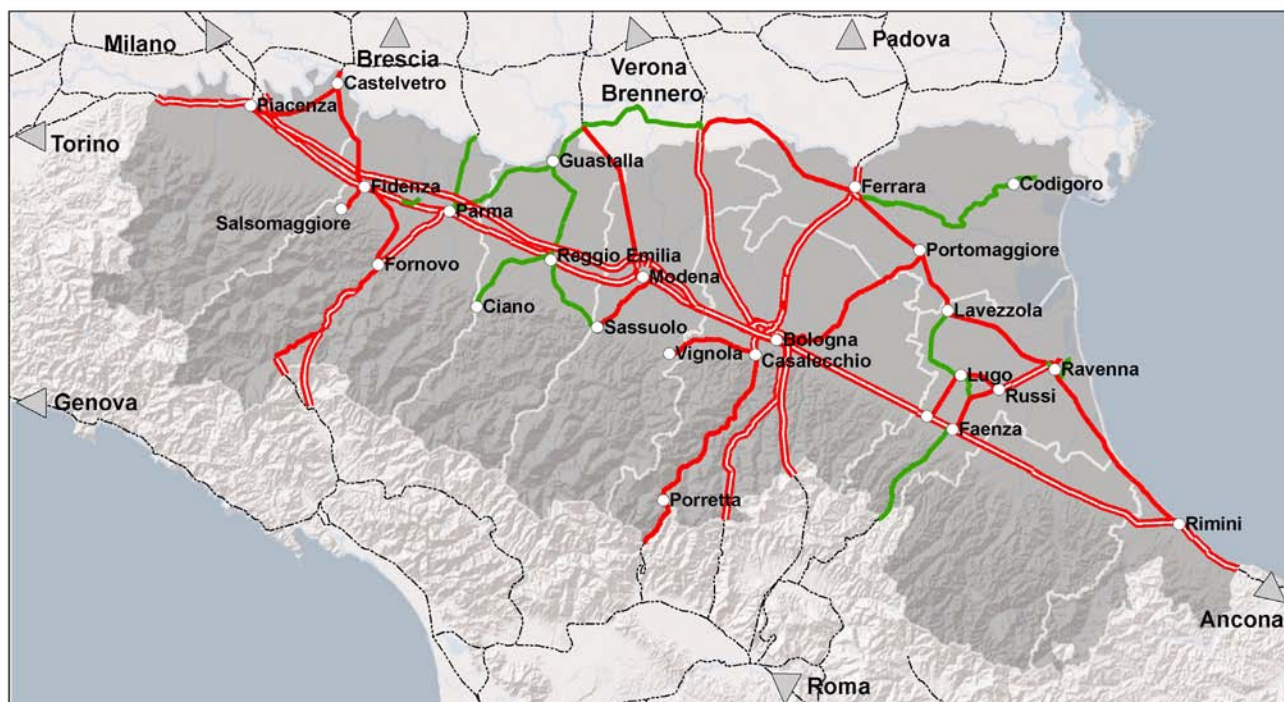 Milano
Brescia
Padova
Verona
Brennero
Castelvetro
Piacenza
Torino
Guastalla
Fidenza
Ferrara
Codigoro
Salsomaggiore
Parma
Portomaggiore
Fornovo
Reggio Emilia
Modena
Ciano
Lavezzola
Sassuolo
Bologna
Vignola
Casalecchio
Lugo
Ravenna
Russi
Genova
Faenza
Porretta
Rimini
Ancona
Roma